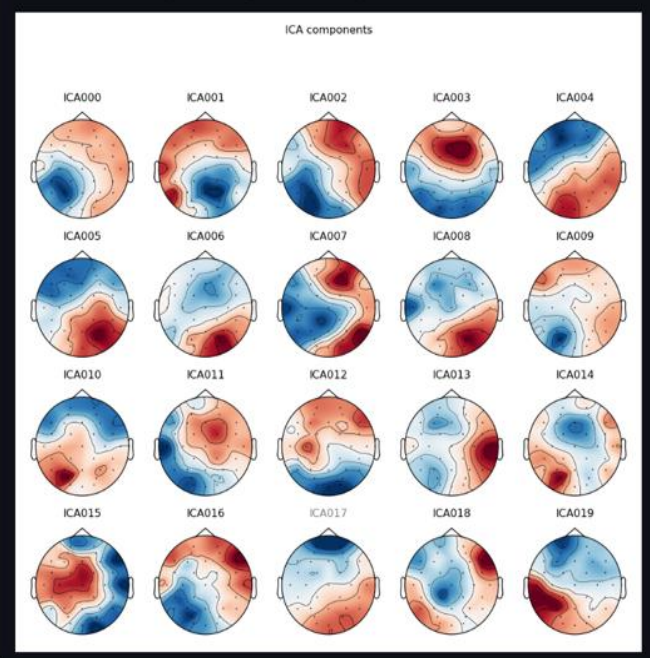 ICA components
ICA000 ICA001 ICA002 ICA003 ICA004
ICA005 ICA006 ICA007 ICA008 ICA009
ICA010 ICA011 ICA012 ICA013 ICA014
ICA015 ICA016 ICA017 ICA018 ICA019